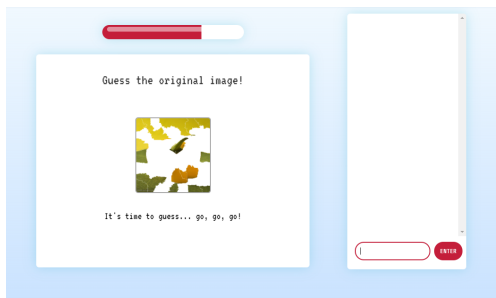 Guess the original image!
It's time to guess... go, go, go!
ENTER